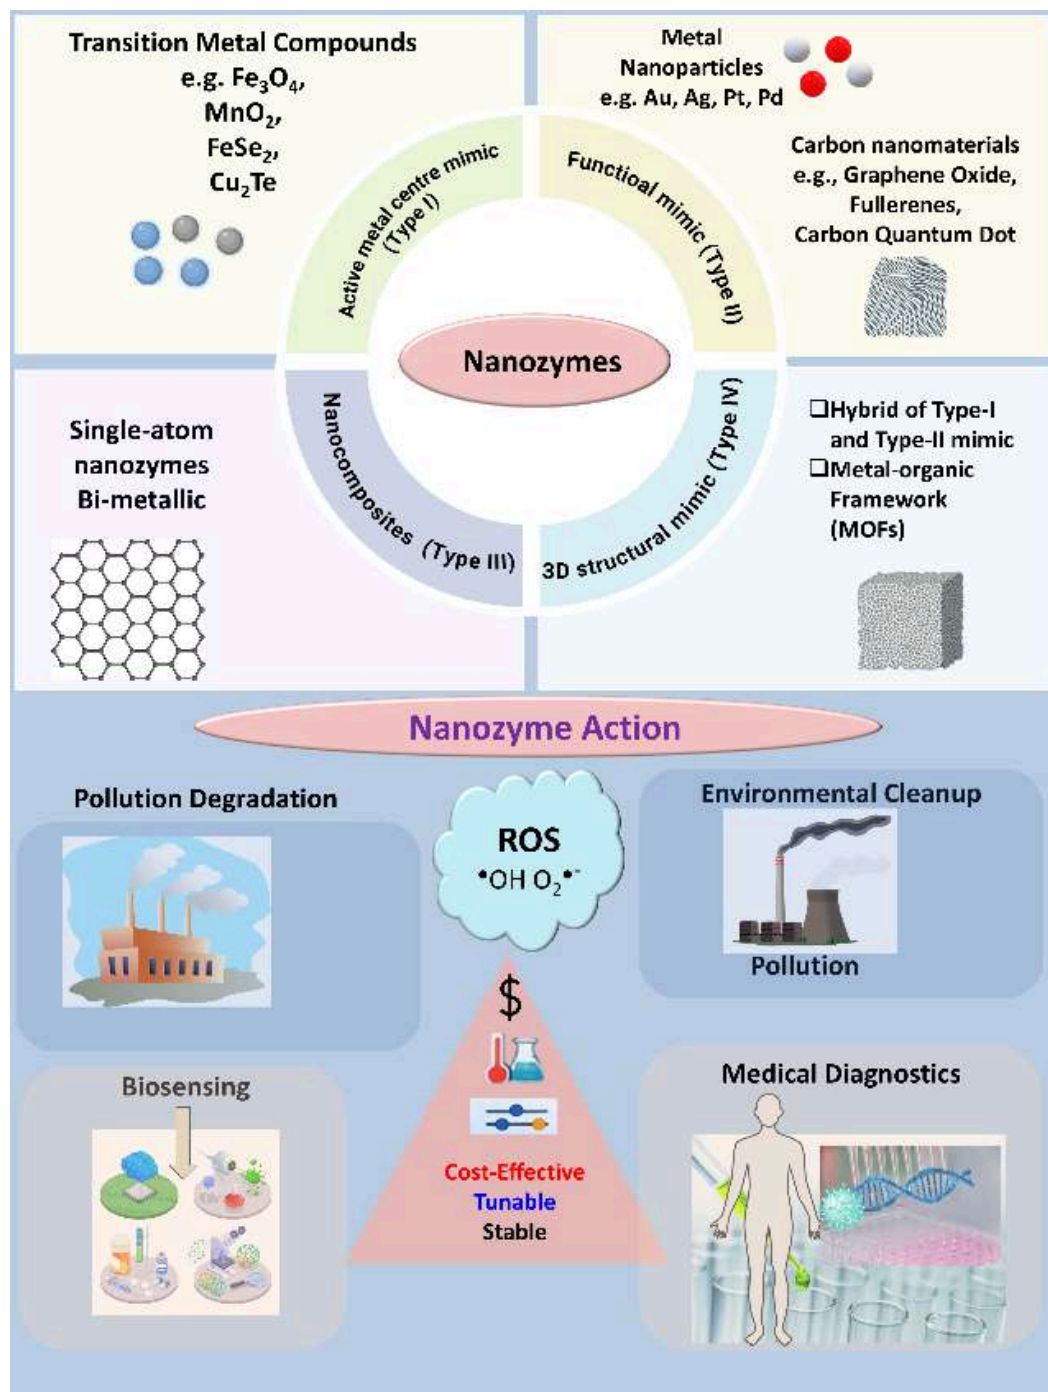 Transition Metal Compounds
e.g. Fe₃O₄,
MnO₂,
FeSe₂,
Cu₂Te
Metal
Nanoparticles
e.g. Au, Ag, Pt, Pd
Carbon nanomaterials
e.g., Graphene Oxide,
Fullerenes,
Carbon Quantum Dot
Active metal centre mimic
(Type I)
Functioal mimic (Type II)
Nanozymes
Single-atom
nanozymes
Bi-metallic
Nanocomposites (Type III)
3D structural mimic (Type IV)
❑Hybrid of Type-I
and Type-II mimic
❑Metal-organic
Framework
(MOFs)
Nanozyme Action
Pollution Degradation
ROS
•OH O₂•⁻
Environmental Cleanup
Pollution
$
Biosensing
Cost-Effective
Tunable
Stable
Medical Diagnostics